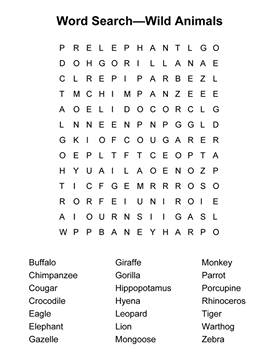 Word Search—Wild Animals
P R E L E P H A N T L G O
D O H G O R I L L A N A E
C L R E P I P A R B E Z L
T M C H I M P A N Z E E E
A O E L I D O C O R C L G
L N N E E N P N P G G L D
G K I O F C O U G A R E R
O E P L T F T C E O P T A
H Y U A I L A O E N O Z P
T I C F G E M R R R O S O
R O R F E I U N I R O I E
A I O U R N S I I G A S L
W P P B A N E Y H A R P O
Buffalo Giraffe Monkey
Chimpanzee Gorilla Parrot
Cougar Hippopotamus Porcupine
Crocodile Hyena Rhinoceros
Eagle Leopard Tiger
Elephant Lion Warthog
Gazelle Mongoose Zebra